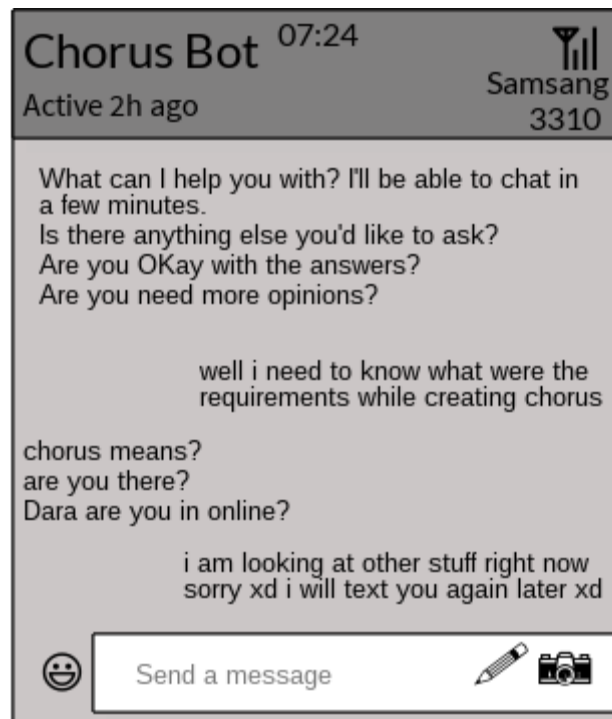 Chorus Bot 07:24
Active 2h ago
Samsang
3310
What can I help you with? I'll be able to chat in
a few minutes.
Is there anything else you'd like to ask?
Are you OKay with the answers?
Are you need more opinions?
well i need to know what were the
requirements while creating chorus
chorus means?
are you there?
Dara are you in online?
i am looking at other stuff right now
sorry xd i will text you again later xd
Send a message